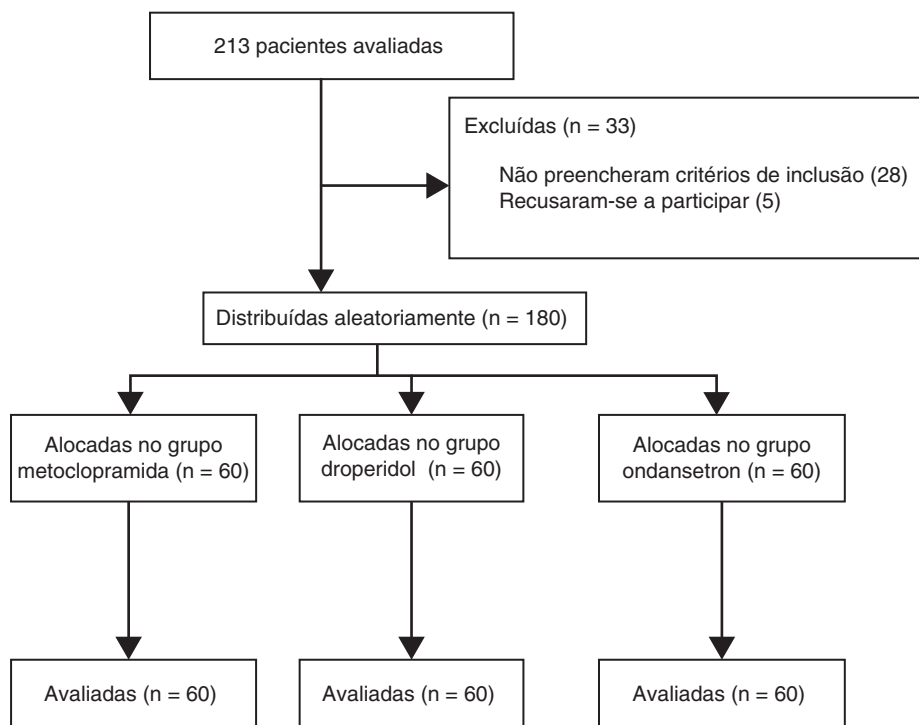 213 pacientes avaliadas
Excluídas (n = 33)
Não preencheram critérios de inclusão (28)
Recusaram-se a participar (5)
Distribuídas aleatoriamente (n = 180)
Alocadas no grupo
metoclopramida (n = 60)
Alocadas no grupo
droperidol (n = 60)
Alocadas no grupo
ondansetron (n = 60)
Avaliadas (n = 60)
Avaliadas (n = 60)
Avaliadas (n = 60)